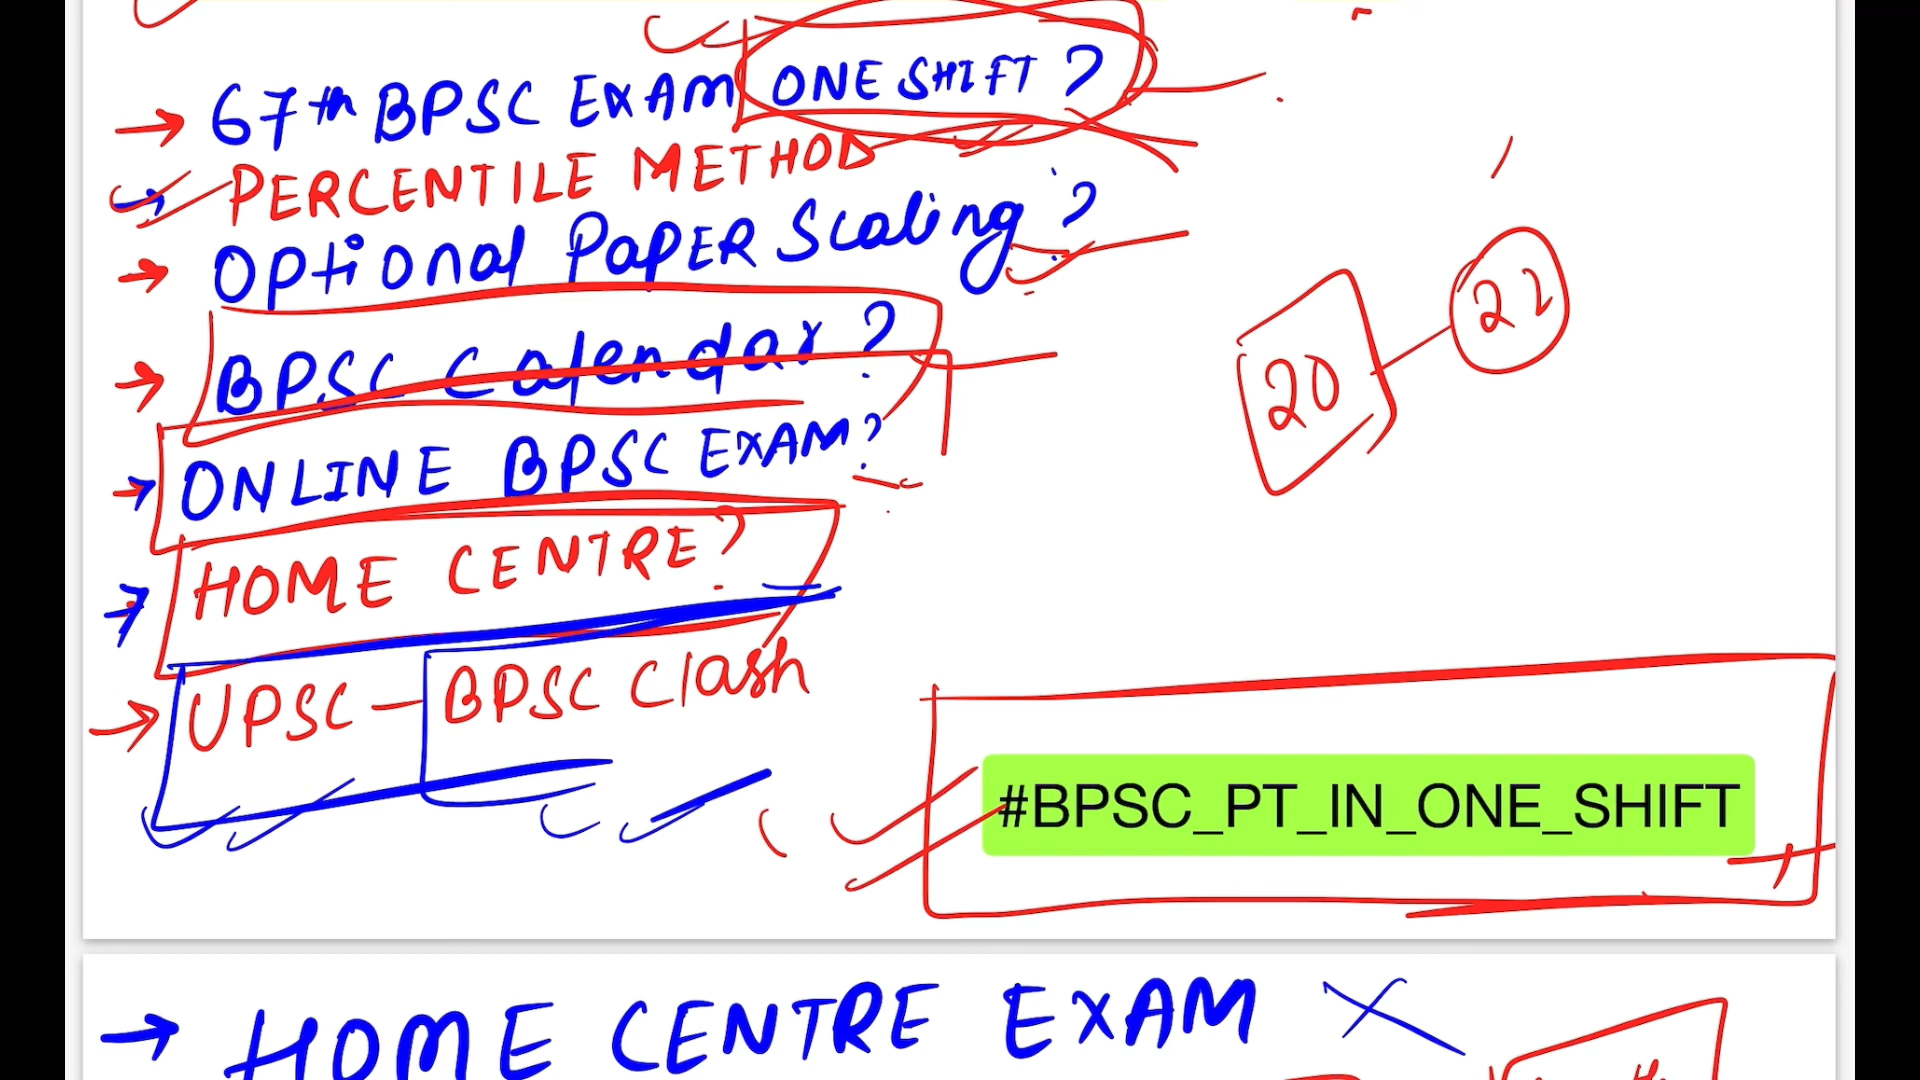 → 67th BPSC EXAM ONE SHIFT ?
→ PERCENTILE METHOD
→ Optional PAPER Scaling ?
→ BPSC Calendar ?
→ ONLINE BPSC EXAM?
→ HOME CENTRE?
→ UPSC - BPSC Clash
20 - 22
#BPSC_PT_IN_ONE_SHIFT
→ HOME CENTRE EXAM